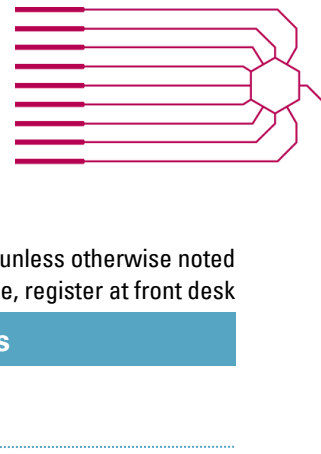 unless otherwise noted
e, register at front desk
s